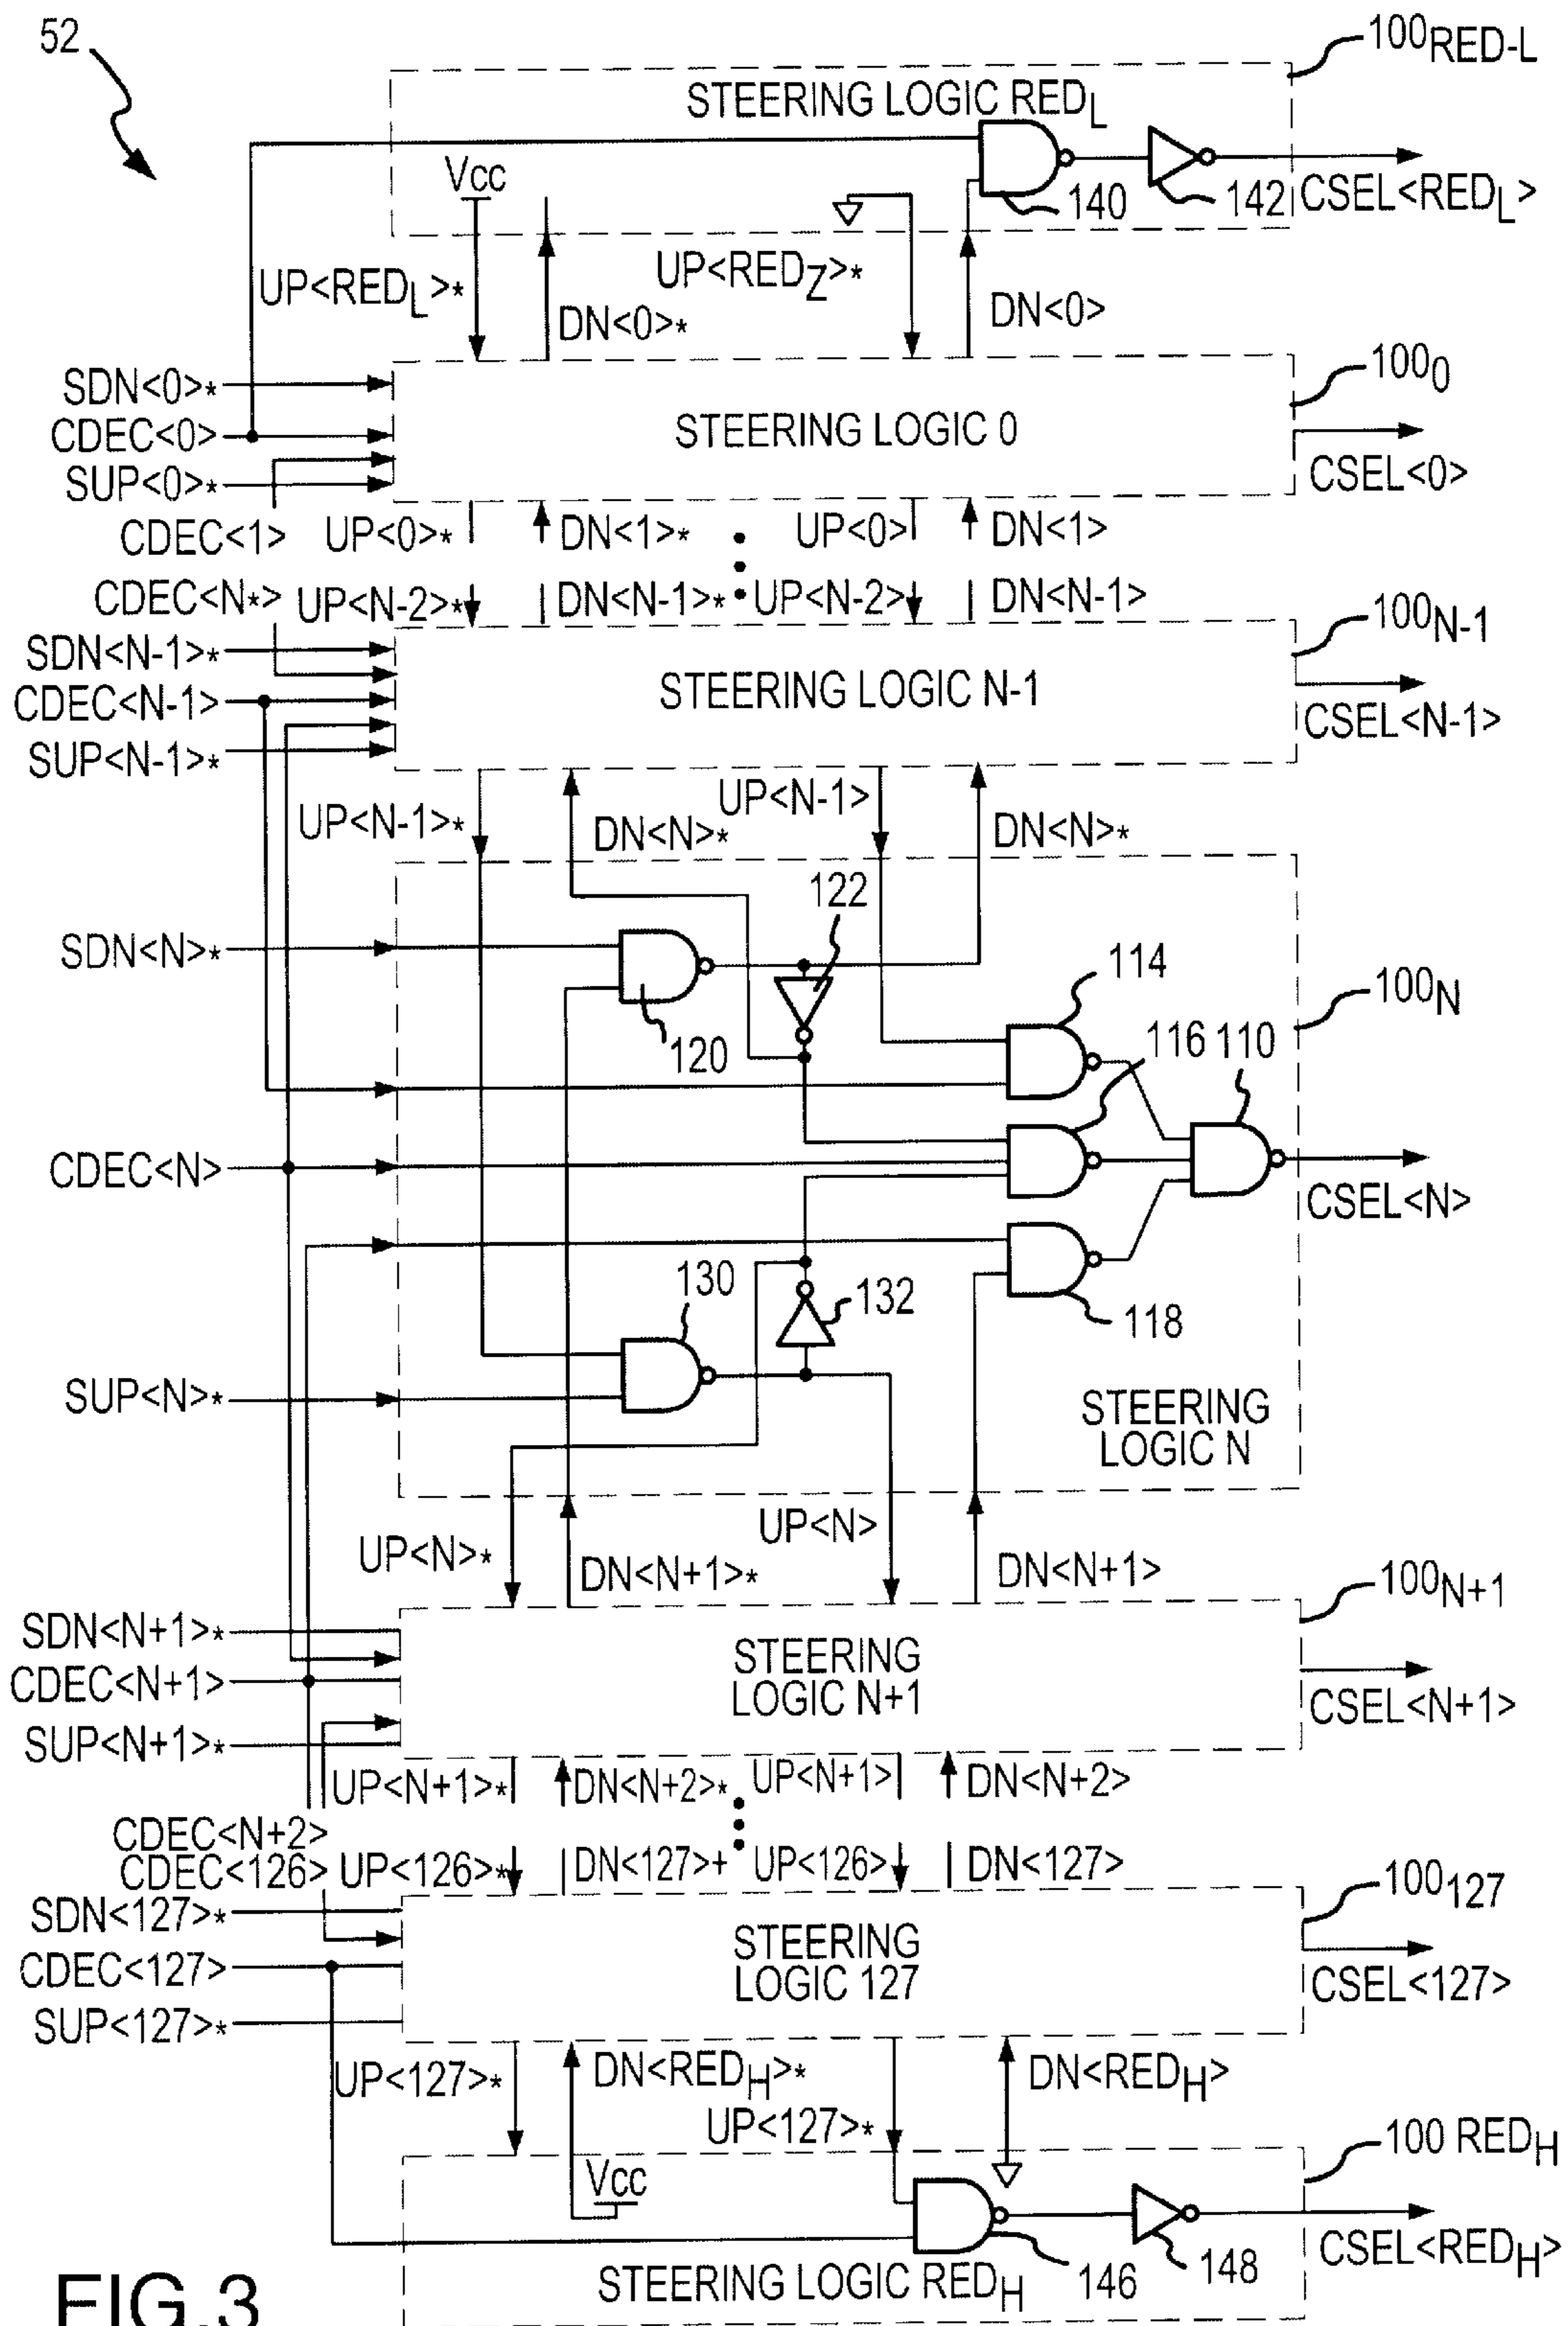 52
100RED-L
STEERING LOGIC REDL
Vcc
140
142
CSEL<REDL>
UP<REDL>*
DN<0>*
UP<REDZ>*
DN<0>
SDN<0>*
CDEC<0>
SUP<0>*
CDEC<1>
STEERING LOGIC 0
1000
CSEL<0>
UP<0>*
DN<1>*
UP<0>
DN<1>
CDEC<N*>
UP<N-2>*
DN<N-1>*
UP<N-2>
DN<N-1>
SDN<N-1>*
CDEC<N-1>
SUP<N-1>*
STEERING LOGIC N-1
100N-1
CSEL<N-1>
UP<N-1>*
DN<N>*
UP<N-1>
DN<N>*
SDN<N>*
122
120
114
116
110
100N
CDEC<N>
CSEL<N>
130
132
118
SUP<N>*
STEERING
LOGIC N
UP<N>*
DN<N+1>*
UP<N>
DN<N+1>
SDN<N+1>*
CDEC<N+1>
SUP<N+1>*
STEERING
LOGIC N+1
100N+1
CSEL<N+1>
UP<N+1>*
DN<N+2>*
UP<N+1>
DN<N+2>
CDEC<N+2>
CDEC<126>
UP<126>*
DN<127>+
UP<126>
DN<127>
SDN<127>*
CDEC<127>
SUP<127>*
STEERING
LOGIC 127
100127
CSEL<127>
UP<127>*
DN<REDH>*
UP<127>*
DN<REDH>
Vcc
100 REDH
STEERING LOGIC REDH
146
148
CSEL<REDH>
FIG.3